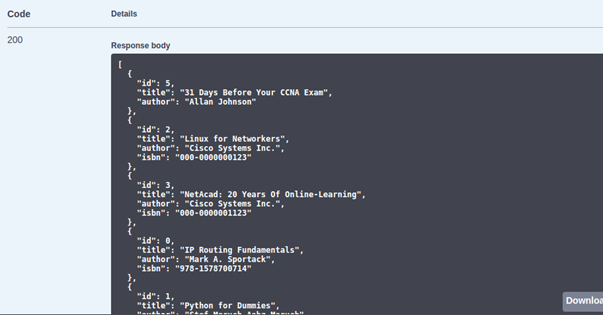 Code Details
200
Response body
[
  {
    "id": 5,
    "title": "31 Days Before Your CCNA Exam",
    "author": "Allan Johnson"
  },
  {
    "id": 2,
    "title": "Linux for Networkers",
    "author": "Cisco Systems Inc.",
    "isbn": "000-0000000123"
  },
  {
    "id": 3,
    "title": "NetAcad: 20 Years Of Online-Learning",
    "author": "Cisco Systems Inc.",
    "isbn": "000-0000001123"
  },
  {
    "id": 0,
    "title": "IP Routing Fundamentals",
    "author": "Mark A. Sportack",
    "isbn": "978-1578700714"
  },
  {
    "id": 1,
    "title": "Python for Dummies",